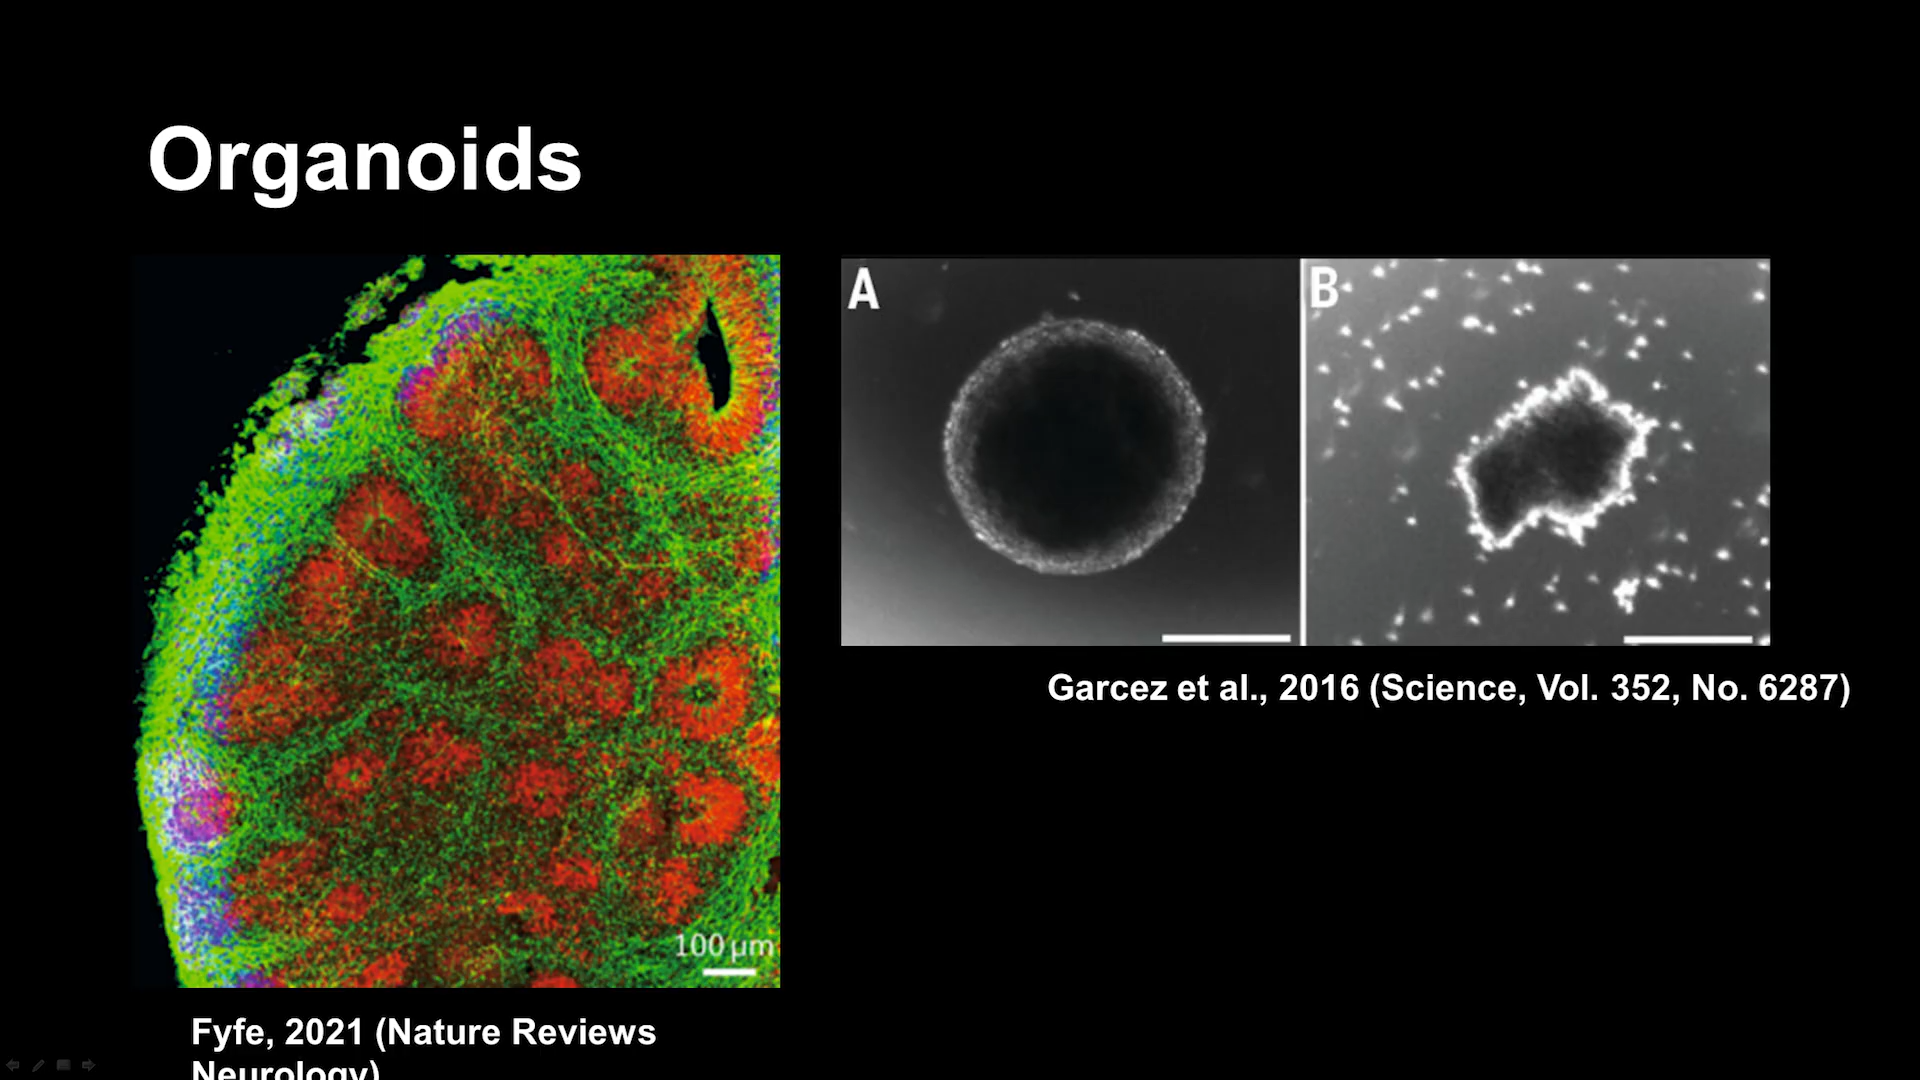 Organoids
A
B
Garcez et al., 2016 (Science, Vol. 352, No. 6287)
100 µm
Fyfe, 2021 (Nature Reviews
Neurology)